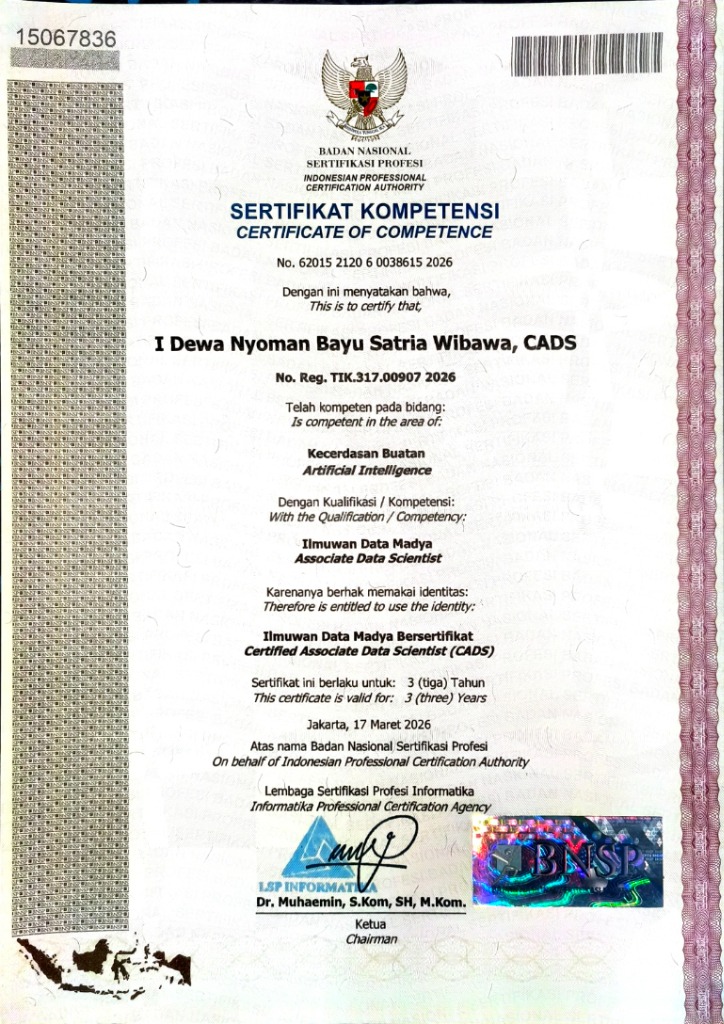 15067836
BADAN NASIONAL
SERTIFIKASI PROFESI
INDONESIAN PROFESSIONAL
CERTIFICATION AUTHORITY
SERTIFIKAT KOMPETENSI
CERTIFICATE OF COMPETENCE
No. 62015 2120 6 0038615 2026
Dengan ini menyatakan bahwa,
This is to certify that,
I Dewa Nyoman Bayu Satria Wibawa, CADS
No. Reg. TIK.317.00907 2026
Telah kompeten pada bidang:
Is competent in the area of:
Kecerdasan Buatan
Artificial Intelligence
Dengan Kualifikasi / Kompetensi:
With the Qualification / Competency:
Ilmuwan Data Madya
Associate Data Scientist
Karenanya berhak memakai identitas:
Therefore is entitled to use the identity:
Ilmuwan Data Madya Bersertifikat
Certified Associate Data Scientist (CADS)
Sertifikat ini berlaku untuk: 3 (tiga) Tahun
This certificate is valid for: 3 (three) Years
Jakarta, 17 Maret 2026
Atas nama Badan Nasional Sertifikasi Profesi
On behalf of Indonesian Professional Certification Authority
Lembaga Sertifikasi Profesi Informatika
Informatika Professional Certification Agency
LSP INFORMATIKA
BNSP
Dr. Muhaemin, S.Kom, SH, M.Kom.
Ketua
Chairman